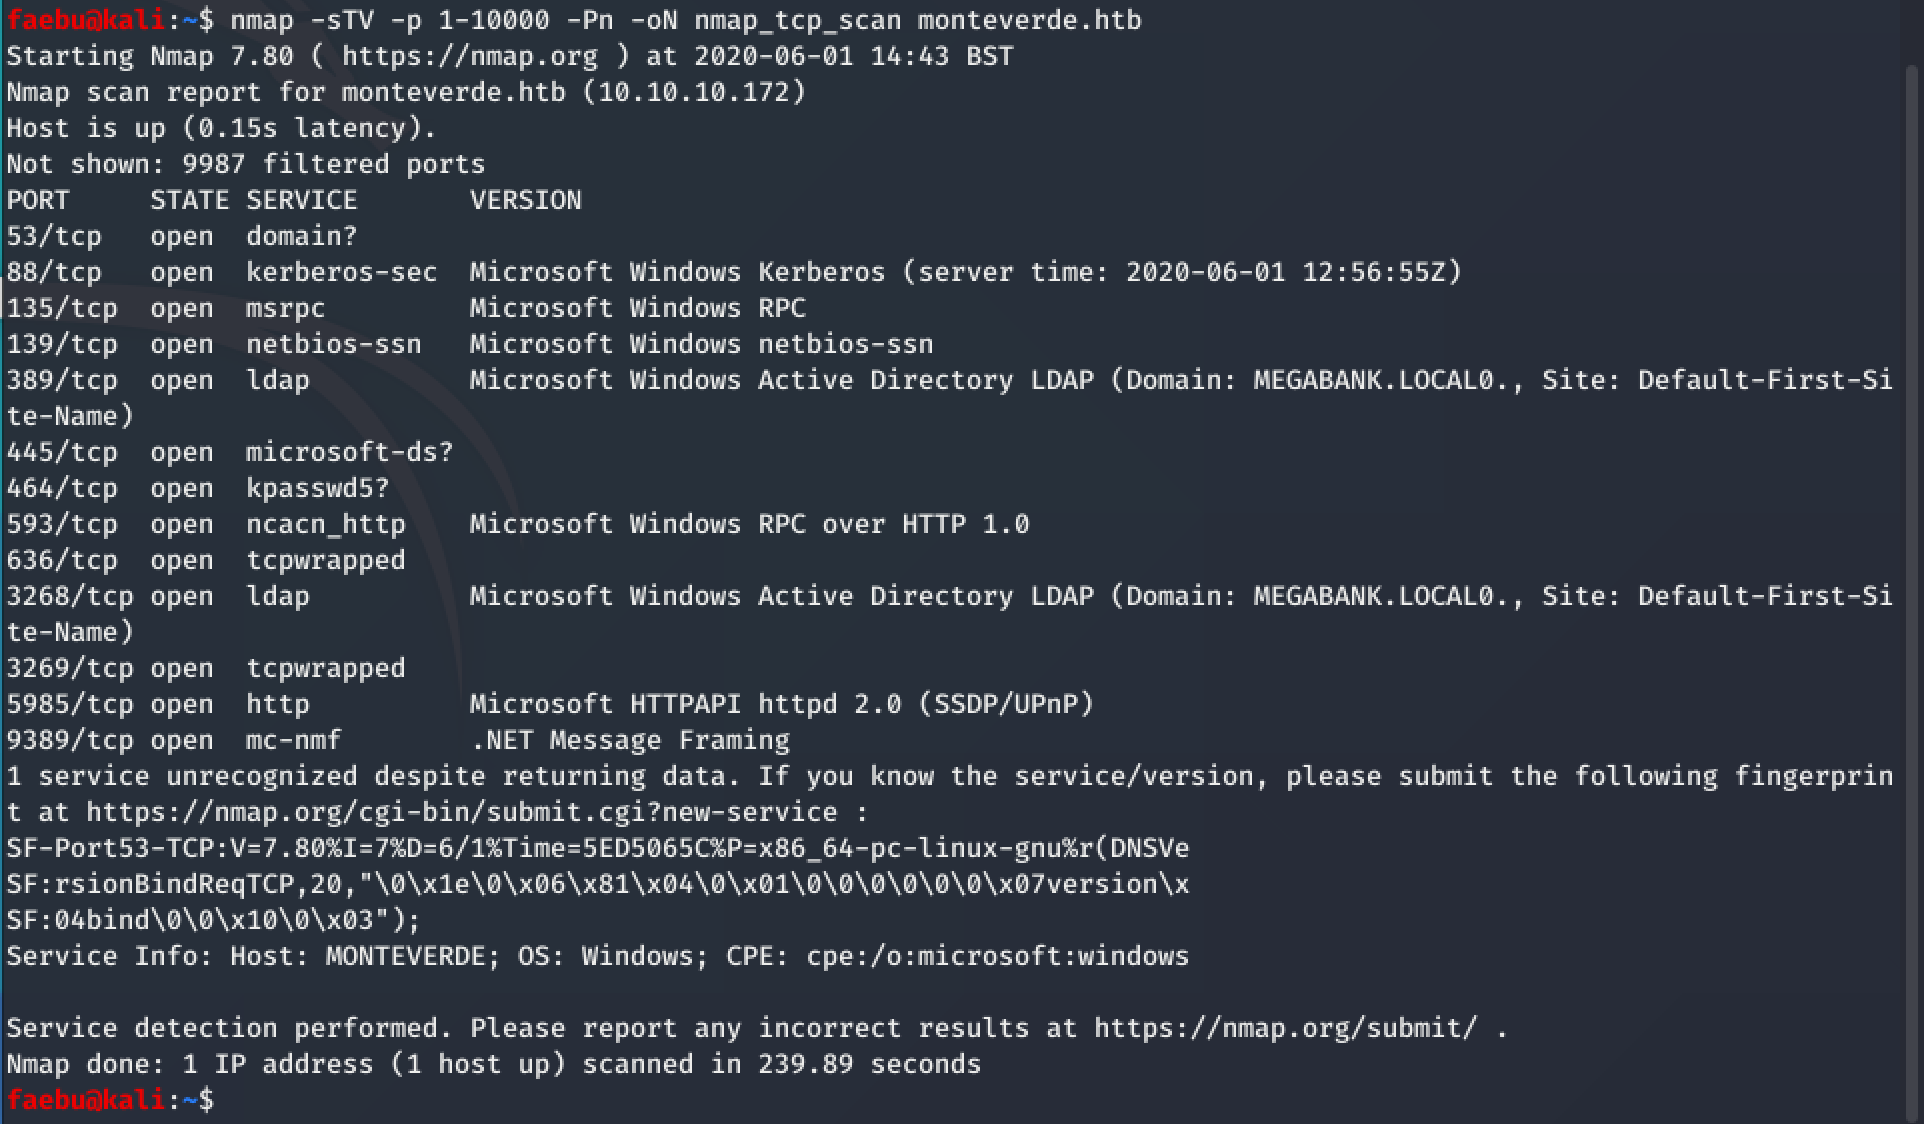 faebu@kali:~$ nmap -sTV -p 1-10000 -Pn -oN nmap_tcp_scan monteverde.htb
Starting Nmap 7.80 ( https://nmap.org ) at 2020-06-01 14:43 BST
Nmap scan report for monteverde.htb (10.10.10.172)
Host is up (0.15s latency).
Not shown: 9987 filtered ports
PORT     STATE SERVICE       VERSION
53/tcp   open  domain?
88/tcp   open  kerberos-sec  Microsoft Windows Kerberos (server time: 2020-06-01 12:56:55Z)
135/tcp  open  msrpc         Microsoft Windows RPC
139/tcp  open  netbios-ssn   Microsoft Windows netbios-ssn
389/tcp  open  ldap          Microsoft Windows Active Directory LDAP (Domain: MEGABANK.LOCAL0., Site: Default-First-Si
te-Name)
445/tcp  open  microsoft-ds?
464/tcp  open  kpasswd5?
593/tcp  open  ncacn_http    Microsoft Windows RPC over HTTP 1.0
636/tcp  open  tcpwrapped
3268/tcp open  ldap          Microsoft Windows Active Directory LDAP (Domain: MEGABANK.LOCAL0., Site: Default-First-Si
te-Name)
3269/tcp open  tcpwrapped
5985/tcp open  http          Microsoft HTTPAPI httpd 2.0 (SSDP/UPnP)
9389/tcp open  mc-nmf        .NET Message Framing
1 service unrecognized despite returning data. If you know the service/version, please submit the following fingerprin
t at https://nmap.org/cgi-bin/submit.cgi?new-service :
SF-Port53-TCP:V=7.80%I=7%D=6/1%Time=5ED5065C%P=x86_64-pc-linux-gnu%r(DNSVe
SF:rsionBindReqTCP,20,"\0\x1e\0\x06\x81\x04\0\x01\0\0\0\0\0\0\x07version\x
SF:04bind\0\0\x10\0\x03");
Service Info: Host: MONTEVERDE; OS: Windows; CPE: cpe:/o:microsoft:windows
Service detection performed. Please report any incorrect results at https://nmap.org/submit/ .
Nmap done: 1 IP address (1 host up) scanned in 239.89 seconds
faebu@kali:~$